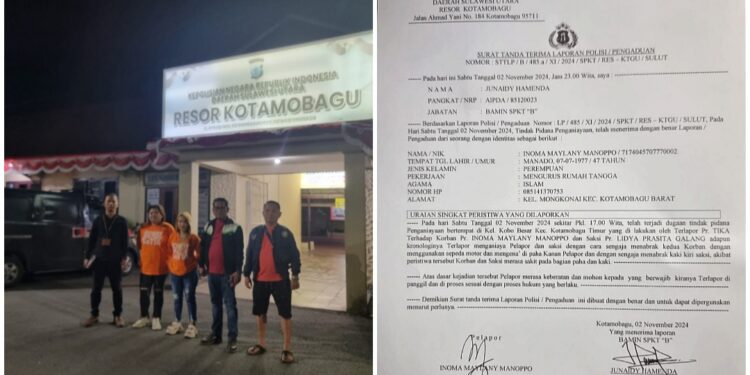 KEPOLISIAN NEGARA REPUBLIK INDONESIA
DAERAH SULAWESI UTARA
RESOR KOTAMOBAGU
DAERAH SULAWESI UTARA
RESOR KOTAMOBAGU
Jalan Ahmad Yani No. 184 Kotamobagu 95711
SURAT TANDA TERIMA LAPORAN POLISI / PENGADUAN
NOMOR : STTLP / B / 485 a / XI / 2024 / SPKT / RES – KTGU / SULUT
----- Pada hari ini Sabtu Tanggal 02 November 2024, Jam 23.00 Wita, saya :
N A M A : JUNAIDY HAMENDA
PANGKAT / NRP : AIPDA / 85120023
JABATAN : BAMIN SPKT "B"
----- Berdasarkan Laporan Polisi / Pengaduan Nomor : LP / 485 / XI / 2024 / SPKT / RES – KTGU / SULUT, Pada
Hari Sabtu Tanggal 02 November 2024, Tindak Pidana Penganiayaan, telah menerima dengan benar Laporan /
Pengaduan dari seorang dengan identitas sebagai berikut :
NAMA / NIK : INOMA MAYLANY MANOPPO / 7174045707770002
TEMPAT TGL. LAHIR / UMUR : MANADO, 07-07-1977 / 47 TAHUN
JENIS KELAMIN : PEREMPUAN
PEKERJAAN : MENGURUS RUMAH TANGGA
AGAMA : ISLAM
NOMOR HP : 085141170753
ALAMAT : KEL. MONGKONAI KEC. KOTAMOBAGU BARAT
URAIAN SINGKAT PERISTIWA YANG DILAPORKAN
----- Pada hari Sabtu Tanggal 02 November 2024 sekitar Pkl. 17.00 Wita, telah terjadi dugaan tindak pidana
Penganiayaan bertempat di Kel. Kobo Besar Kec. Kotamobagu Timur yang di lakukan oleh Terlapor Pr. TIKA
Terhadap Korban Pr. INOMA MAYLANY MANOPPO dan Saksi Pr. LIDYA PRASITA GALANG adapun
kronologisnya Terlapor menganiaya Pelapor dan saksi dengan cara sengaja menabrak kedua Korban dengan
menggunakan sepeda motor dan mengena' di paha Kanan Pelapor dan dengan sengaja menabrak kaki kiri saksi, akibat
peristiwa tersebut Korban dan Saksi merasa sakit pada bagian paha dan kaki.
----- Atas dasar kejadian tersebut Pelapor merasa keberatan dan mohon kepada yang berwajib kiranya Terlapor di
panggil dan di proses sesuai dengan proses hukum yang berlaku.
----- Demikian Surat tanda terima Laporan Polisi / Pengaduan ini dibuat dengan benar dan untuk dapat dipergunakan
menurut perlunya.
Kotamobagu, 02 November 2024
Yang menerima laporan
Pelapor BAMIN SPKT "B"
INOMA MAYLANY MANOPPO JUNAIDY HAMENDA